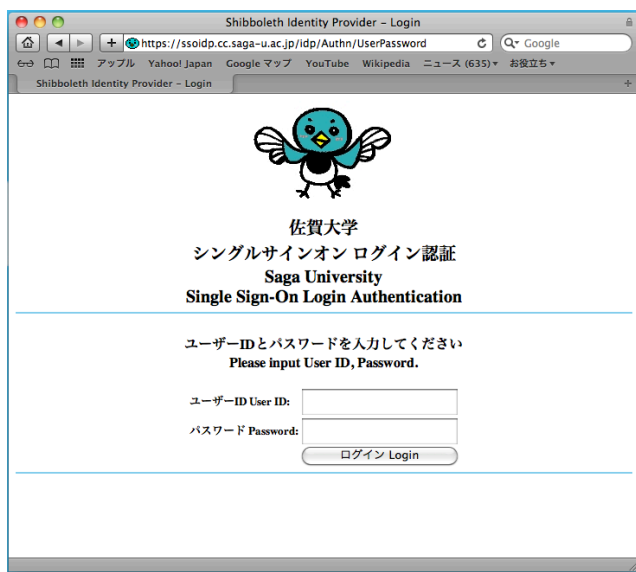 Shibboleth Identity Provider – Login
https://ssoidp.cc.saga-u.ac.jp/idp/Authn/UserPassword
Google
アップル Yahoo! Japan Google マップ YouTube Wikipedia ニュース (635)▾ お役立ち▾
Shibboleth Identity Provider – Login
佐賀大学
シングルサインオン ログイン認証
Saga University
Single Sign-On Login Authentication
ユーザーIDとパスワードを入力してください
Please input User ID, Password.
ユーザーID User ID:
パスワード Password:
ログイン Login